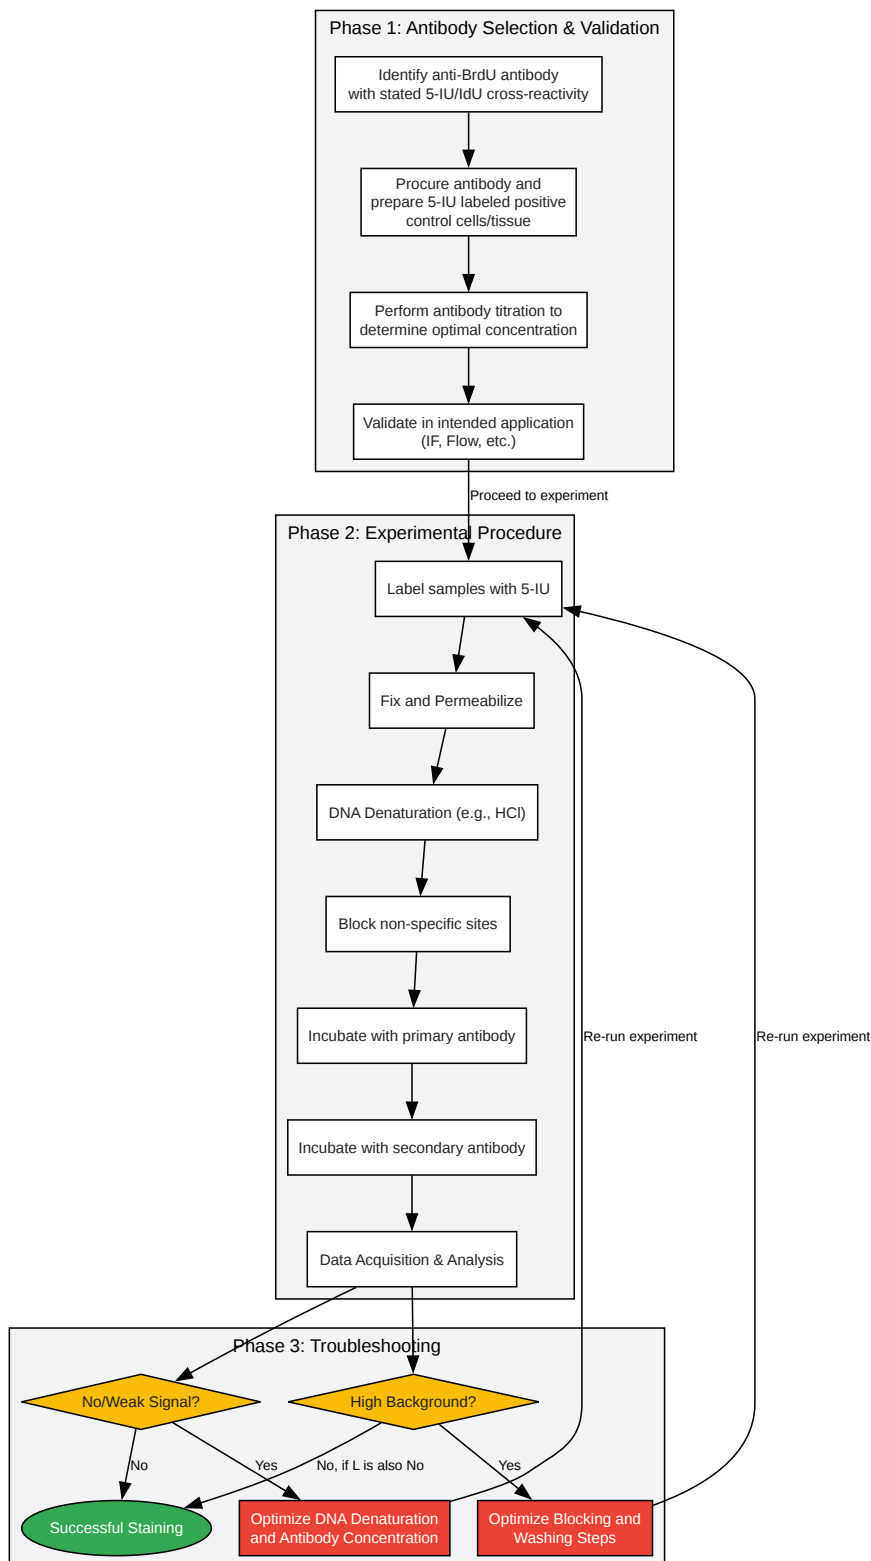 Phase 1: Antibody Selection & Validation
Identify anti-BrdU antibody
with stated 5-IU/IdU cross-reactivity
Procure antibody and
prepare 5-IU labeled positive
control cells/tissue
Perform antibody titration to
determine optimal concentration
Validate in intended application
(IF, Flow, etc.)
Proceed to experiment
Phase 2: Experimental Procedure
Label samples with 5-IU
Fix and Permeabilize
DNA Denaturation (e.g., HCl)
Block non-specific sites
Incubate with primary antibody
Re-run experiment
Re-run experiment
Incubate with secondary antibody
Data Acquisition & Analysis
Phase 3: Troubleshooting
No/Weak Signal?
High Background?
No
Yes
No, if L is also No
Yes
Successful Staining
Optimize DNA Denaturation
and Antibody Concentration
Optimize Blocking and
Washing Steps